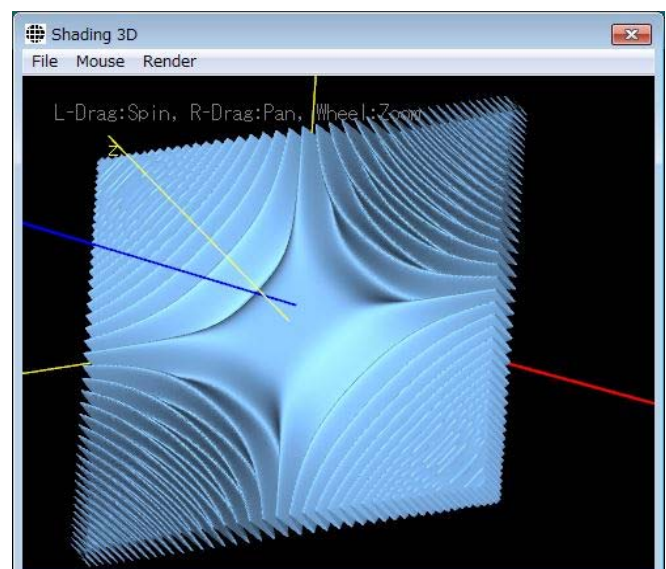 Shading 3D
File Mouse Render
L-Drag:Spin, R-Drag:Pan, Wheel:Zoom
Z